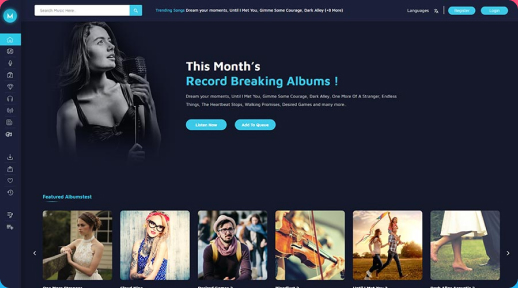 Search Music Here..
Trending Songs: Dream your moments, Until I Met You, Gimme Some Courage, Dark Alley (+8 More)
Languages
Register
Login
This Month's
Record Breaking Albums !
Dream your moments, Until I Met You, Gimme Some Courage, Dark Alley, One More Of A Stranger, Endless
Things, The Heartbeat Stops, Walking Promises, Desired Games and many more.
Listen Now
Add To Queue
Featured Albumstest